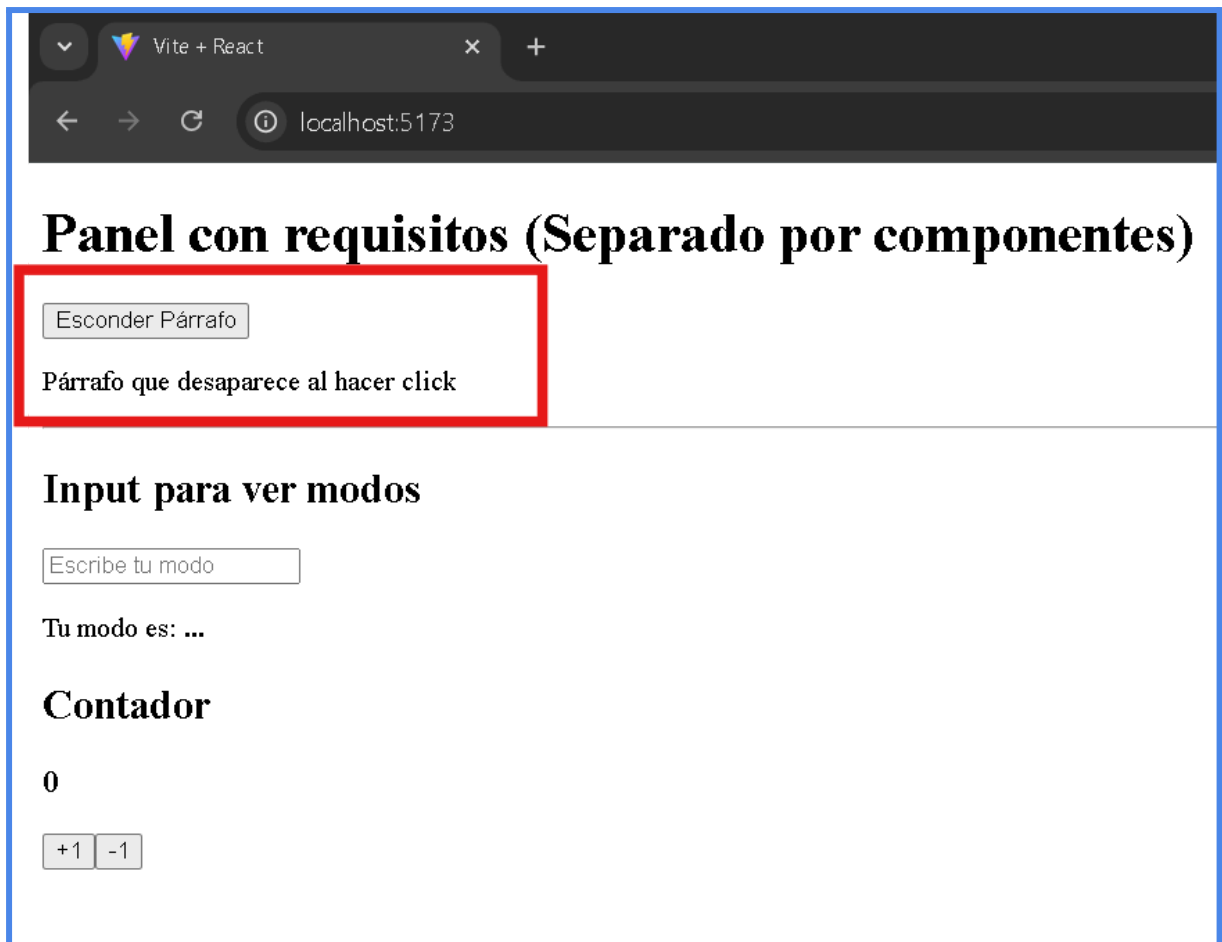 Vite + React
localhost:5173
Panel con requisitos (Separado por componentes)
Esconder Párrafo
Párrafo que desaparece al hacer click
Input para ver modos
Escribe tu modo
Tu modo es: ...
Contador
0
+1 -1